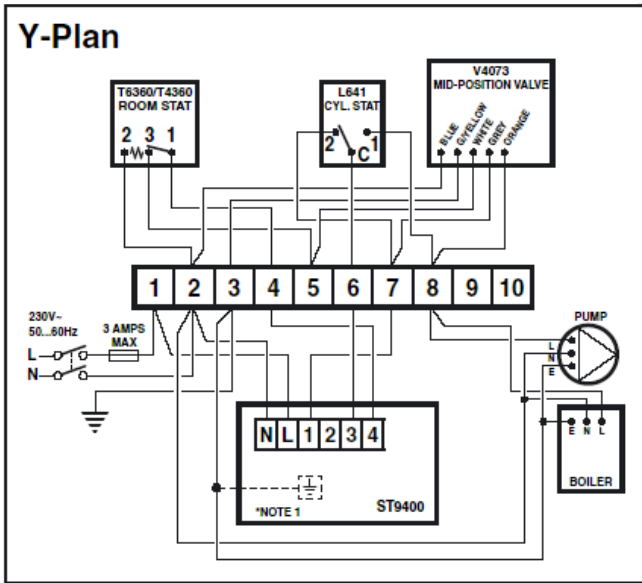 Y-Plan
T6360/T4360
ROOM STAT
2 3 1
L641
CYL. STAT
2 C 1
V4073
MID-POSITION VALVE
BLUE
G/YELLOW
WHITE
GREY
ORANGE
1 2 3 4 5 6 7 8 9 10
230V~
50...60Hz
3 AMPS
MAX
L
N
PUMP
L
N
E
N L 1 2 3 4
*NOTE 1
ST9400
E N L
BOILER